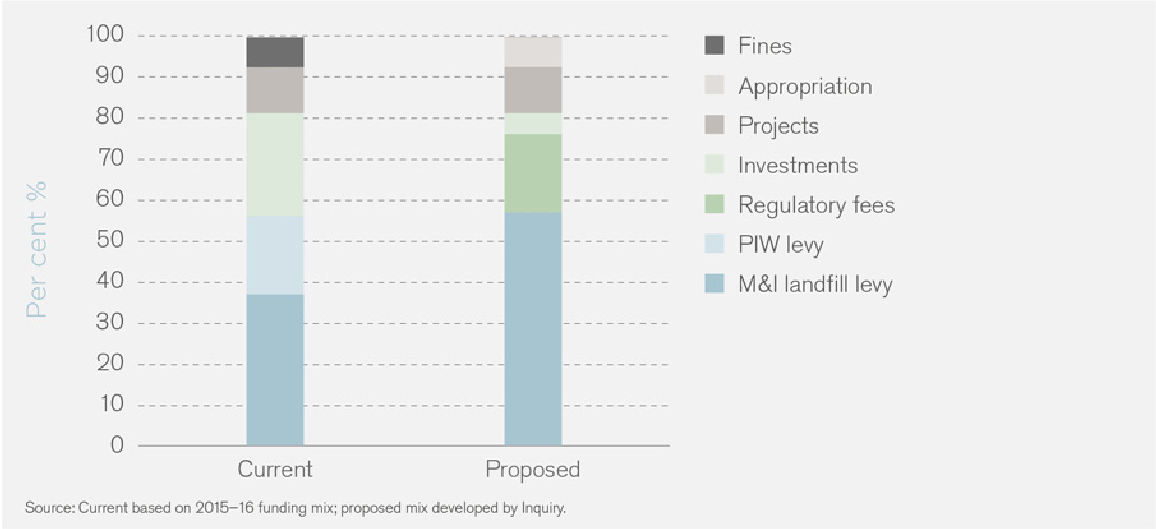 100
90
80
70
60
50
40
30
20
10
0
Per cent %
Current
Proposed
Fines
Appropriation
Projects
Investments
Regulatory fees
PIW levy
M&I landfill levy
Source: Current based on 2015–16 funding mix; proposed mix developed by Inquiry.